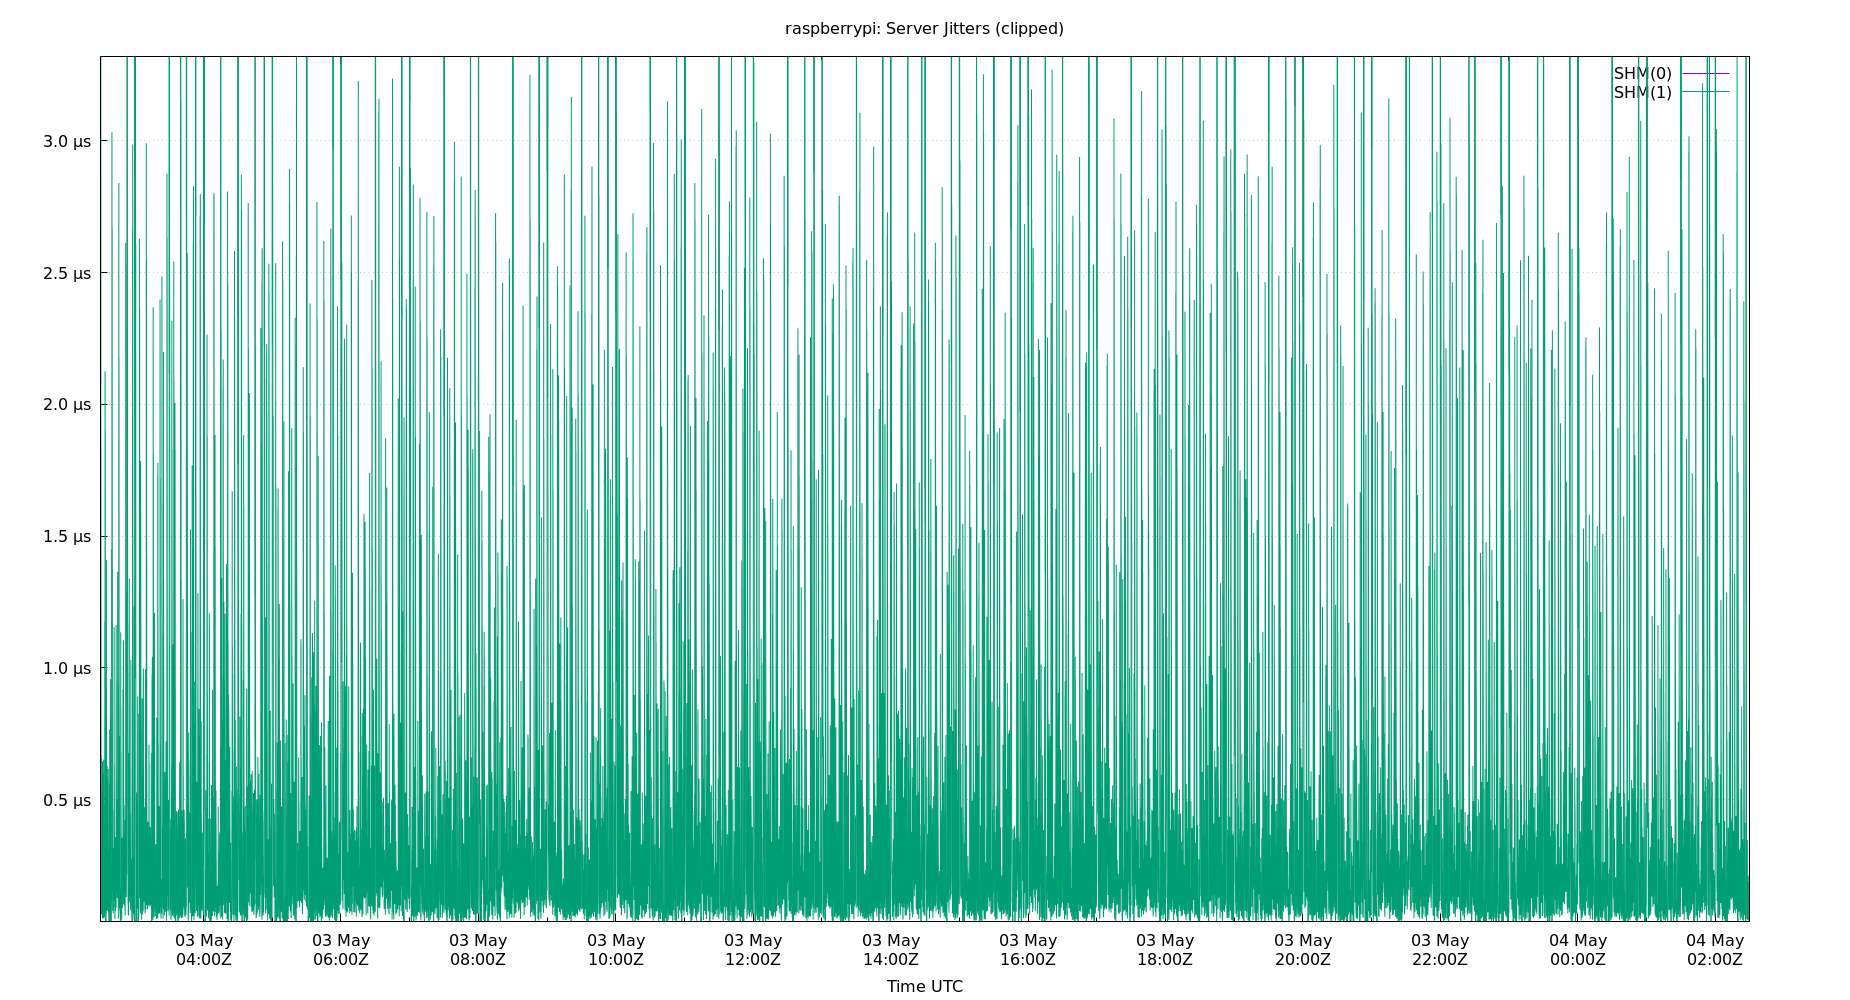 raspberrypi: Server Jitters (clipped)
SHM(0)
SHM(1)
3.0 µs
2.5 µs
2.0 µs
1.5 µs
1.0 µs
0.5 µs
03 May 03 May 03 May 03 May 03 May 03 May 03 May 03 May 03 May 03 May 04 May 04 May
04:00Z 06:00Z 08:00Z 10:00Z 12:00Z 14:00Z 16:00Z 18:00Z 20:00Z 22:00Z 00:00Z 02:00Z
Time UTC